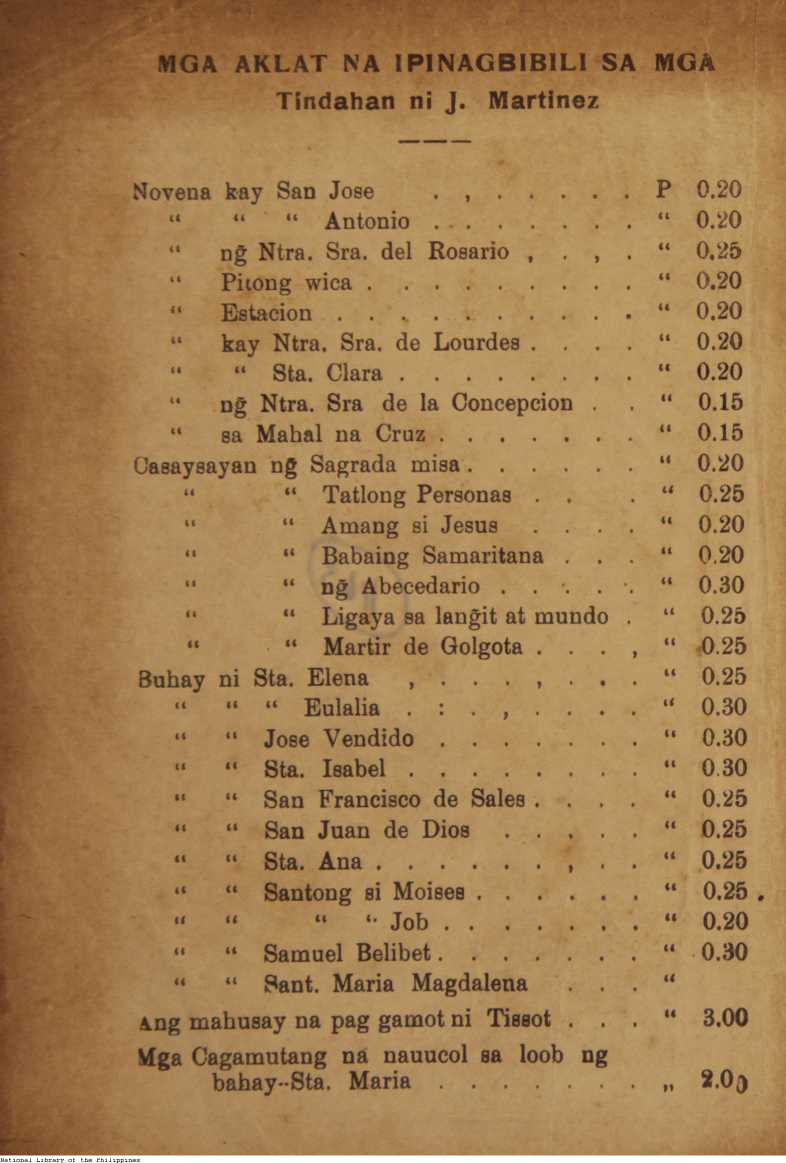 MGA AKLAT NA IPINAGBIBILI SA MGA
Tindahan ni J. Martinez
Novena kay San Jose . , . . . . . P 0.20
“ “ “ Antonio . . . . . . . “ 0.20
“ ng̃ Ntra. Sra. del Rosario , . , . “ 0.25
“ Pitong wica . . . . . . . . . “ 0.20
“ Estacion . . . . . . . . . . “ 0.20
“ kay Ntra. Sra. de Lourdes . . . . “ 0.20
“ “ Sta. Clara . . . . . . . . “ 0.20
“ ng̃ Ntra. Sra de la Concepcion . . “ 0.15
“ sa Mahal na Cruz . . . . . . . “ 0.15
Casaysayan ng̃ Sagrada misa . . . . . . “ 0.20
“ “ Tatlong Personas . . . “ 0.25
“ “ Amang si Jesus . . . . “ 0.20
“ “ Babaing Samaritana . . . “ 0.20
“ “ ng̃ Abecedario . . . . . “ 0.30
“ “ Ligaya sa lang̃it at mundo . “ 0.25
“ “ Martir de Golgota . . . , “ 0.25
Buhay ni Sta. Elena , . . . , . . . “ 0.25
“ “ “ Eulalia . : . , . . . . “ 0.30
“ “ Jose Vendido . . . . . . . “ 0.30
“ “ Sta. Isabel . . . . . . . . “ 0.30
“ “ San Francisco de Sales . . . . “ 0.25
“ “ San Juan de Dios . . . . . “ 0.25
“ “ Sta. Ana . . . . . . , . . “ 0.25
“ “ Santong si Moises . . . . . . “ 0.25 .
“ “ “ “ Job . . . . . . . “ 0.20
“ “ Samuel Belibet . . . . . . . “ 0.30
“ “ Sant. Maria Magdalena . . . “
Ang mahusay na pag gamot ni Tissot . . . “ 3.00
Mga Cagamutang na nauucol sa loob ng
bahay--Sta. Maria . . . . . . . „ 2.00
National Library of the Philippines